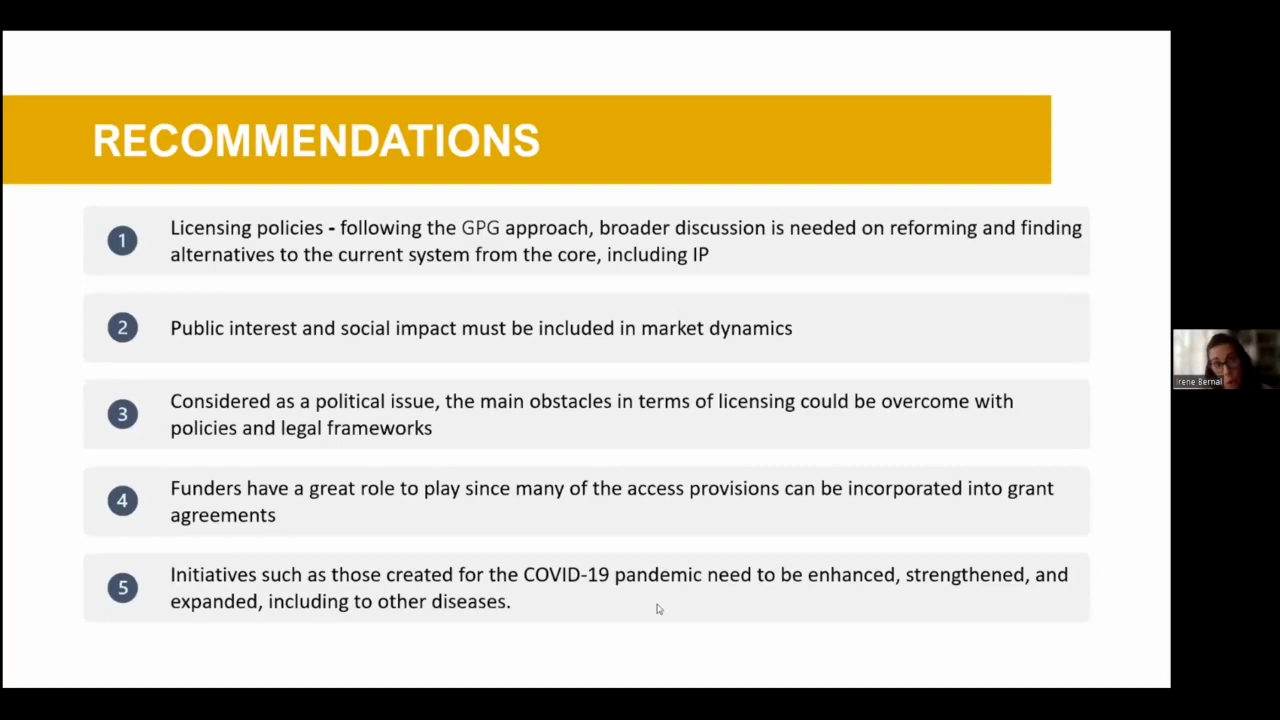 RECOMMENDATIONS
1
Licensing policies - following the GPG approach, broader discussion is needed on reforming and finding
alternatives to the current system from the core, including IP
2
Public interest and social impact must be included in market dynamics
3
Considered as a political issue, the main obstacles in terms of licensing could be overcome with
policies and legal frameworks
4
Funders have a great role to play since many of the access provisions can be incorporated into grant
agreements
5
Initiatives such as those created for the COVID-19 pandemic need to be enhanced, strengthened, and
expanded, including to other diseases.
Irene Bernal